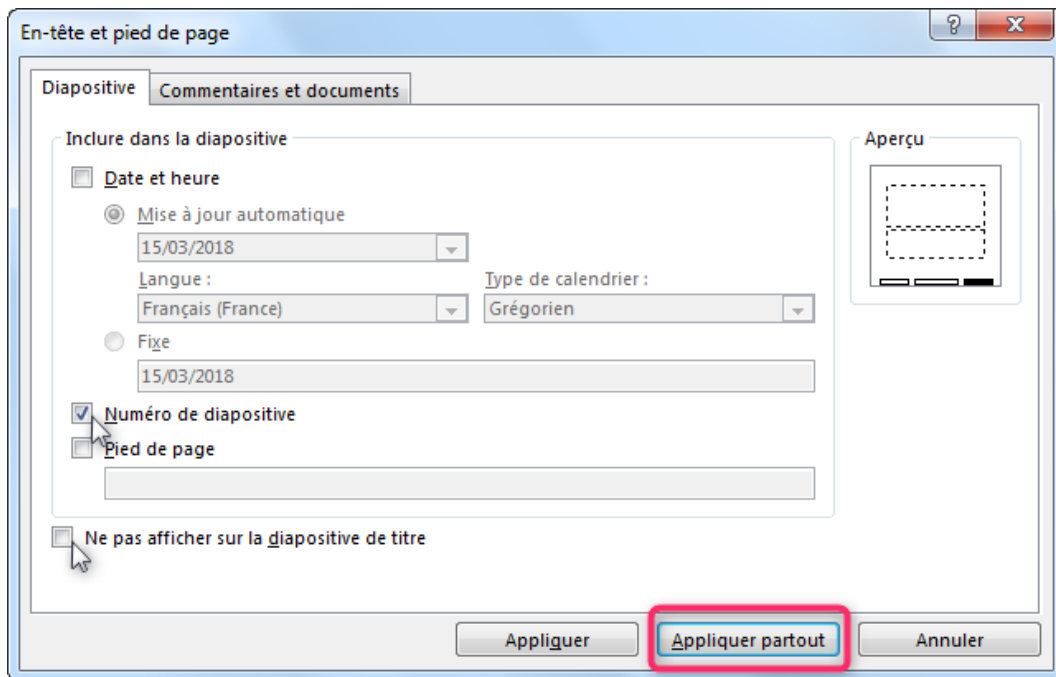 En-tête et pied de page
Diapositive
Commentaires et documents
Inclure dans la diapositive
Aperçu
Date et heure
Mise à jour automatique
15/03/2018
Langue :
Type de calendrier :
Français (France)
Grégorien
Fixe
15/03/2018
Numéro de diapositive
Pied de page
Ne pas afficher sur la diapositive de titre
Appliquer
Appliquer partout
Annuler